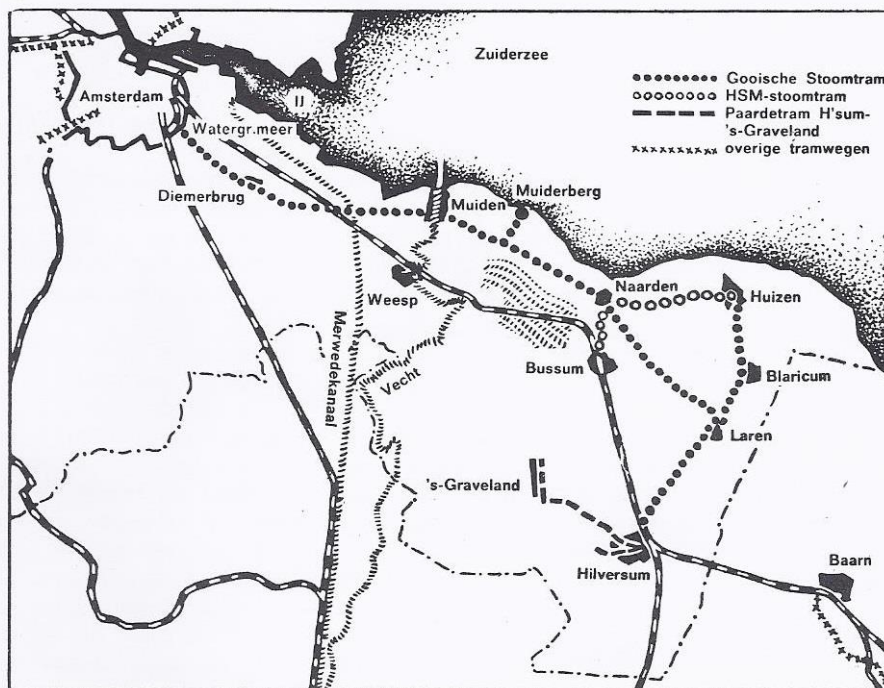 Zuiderzee
Gooische Stoomtram
HSM-stoomtram
Paardetram H'sum-
's-Graveland
overige tramwegen
Amsterdam
IJ
Watergr.meer
Diemerbrug
Muiden
Muiderberg
Weesp
Naarden
Huizen
Merwedekanaal
Vecht
Bussum
Blaricum
Laren
's-Graveland
Hilversum
Baarn